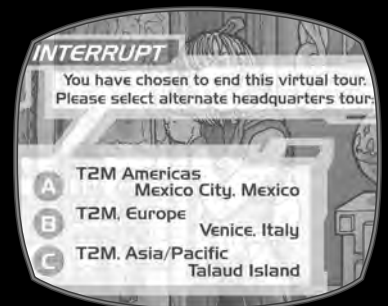 INTERRUPT
You have chosen to end this virtual tour.
Please select alternate headquarters tour:
A T2M Americas
Mexico City, Mexico
B T2M, Europe
Venice, Italy
C T2M, Asia/Pacific
Talaud Island